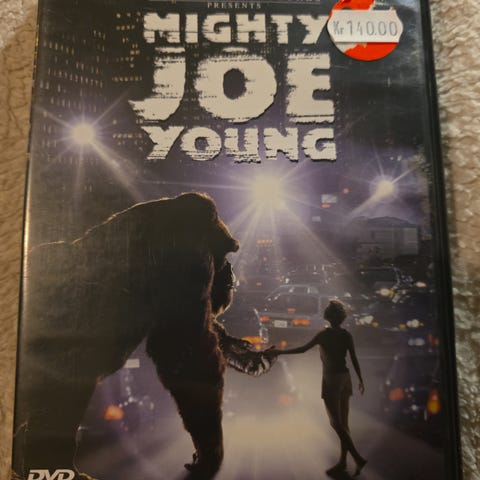 PRESENTS
MIGHTY
JOE
YOUNG
Kr 140.00
DVD